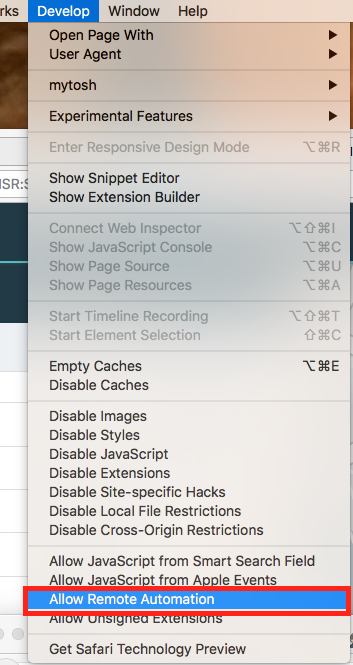 rks Develop Window Help
Open Page With ▶
User Agent ▶
mytosh ▶
Experimental Features ▶
Enter Responsive Design Mode ⌥⌘R
ISR:S
Show Snippet Editor
Show Extension Builder
Connect Web Inspector ⌥⇧⌘I
Show JavaScript Console ⌥⌘C
Show Page Source ⌥⌘U
Show Page Resources ⌥⌘A
Start Timeline Recording ⌥⇧⌘T
Start Element Selection ⇧⌘C
Empty Caches ⌥⌘E
Disable Caches
Disable Images
Disable Styles
Disable JavaScript
Disable Extensions
Disable Site-specific Hacks
Disable Local File Restrictions
Disable Cross-Origin Restrictions
Allow JavaScript from Smart Search Field
Allow JavaScript from Apple Events
Allow Remote Automation
Allow Unsigned Extensions
Get Safari Technology Preview